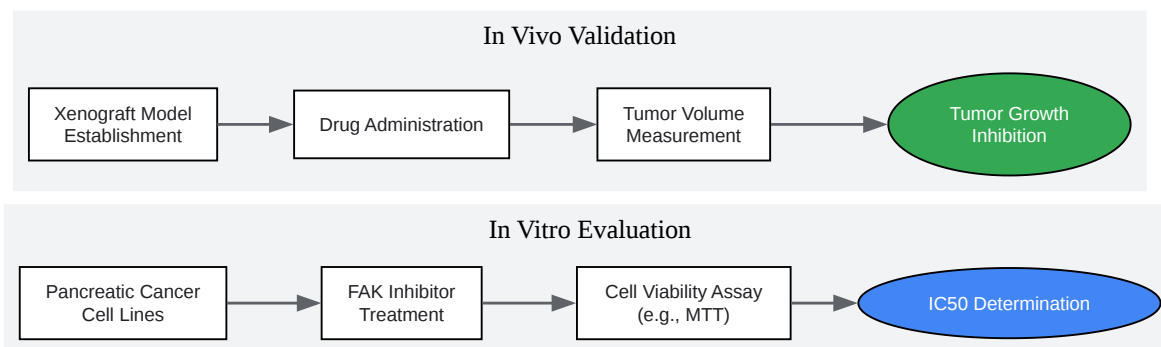 In Vivo Validation
Xenograft Model
Establishment
Drug Administration
Tumor Volume
Measurement
Tumor Growth
Inhibition
In Vitro Evaluation
Pancreatic Cancer
Cell Lines
FAK Inhibitor
Treatment
Cell Viability Assay
(e.g., MTT)
IC50 Determination